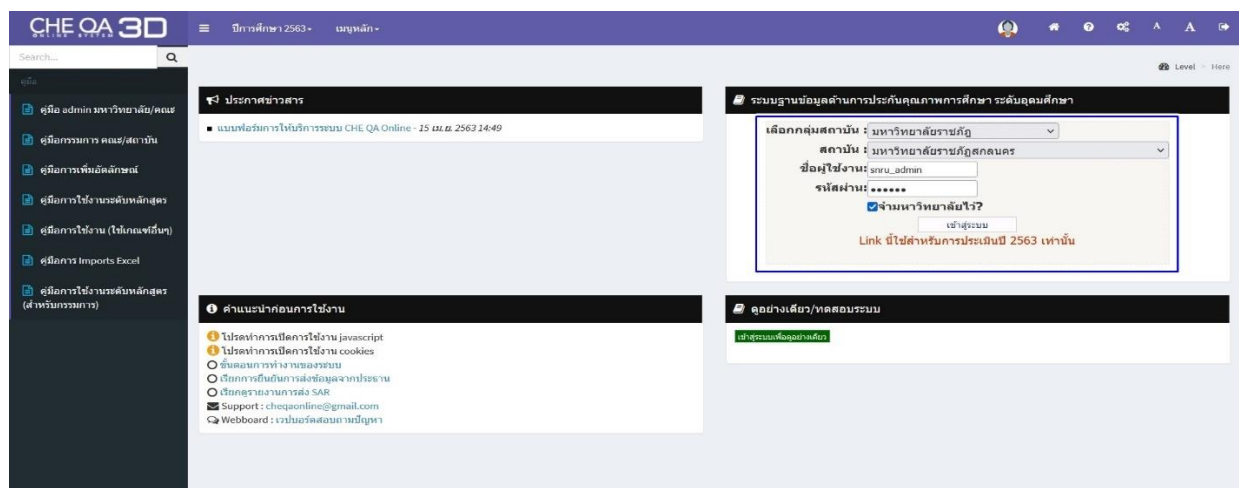 CHE QA 3D
ONLINE SYSTEM
ปีการศึกษา 2563
เมนูหลัก
A
A
Search...
Level > Here
คู่มือ
คู่มือ admin มหาวิทยาลัย/คณะ
คู่มือกรรมการ คณะ/สถาบัน
คู่มือการเพิ่มอัตลักษณ์
คู่มือการใช้งานระดับหลักสูตร
คู่มือการใช้งาน (ใช้เกณฑ์อื่นๆ)
คู่มือการ Imports Excel
คู่มือการใช้งานระดับหลักสูตร
(สำหรับกรรมการ)
ประกาศข่าวสาร
แบบฟอร์มการให้บริการระบบ CHE QA Online - 15 เม.ย. 2563 14:49
ระบบฐานข้อมูลด้านการประกันคุณภาพการศึกษา ระดับอุดมศึกษา
เลือกกลุ่มสถาบัน : มหาวิทยาลัยราชภัฏ
สถาบัน : มหาวิทยาลัยราชภัฏสกลนคร
ชื่อผู้ใช้งาน: snru_admin
รหัสผ่าน: ••••••
จำมหาวิทยาลัยไว้?
เข้าสู่ระบบ
Link นี้ใช้สำหรับการประเมินปี 2563 เท่านั้น
คำแนะนำก่อนการใช้งาน
โปรดทำการเปิดการใช้งาน javascript
โปรดทำการเปิดการใช้งาน cookies
ขั้นตอนการทำงานของระบบ
เรียกการยืนยันการส่งข้อมูลจากประธาน
เรียกดูรายงานการส่ง SAR
Support : cheqaonline@gmail.com
Webboard : เวปบอร์ดสอบถามปัญหา
ดูอย่างเดียว/ทดสอบระบบ
เข้าสู่ระบบเพื่อดูอย่างเดียว